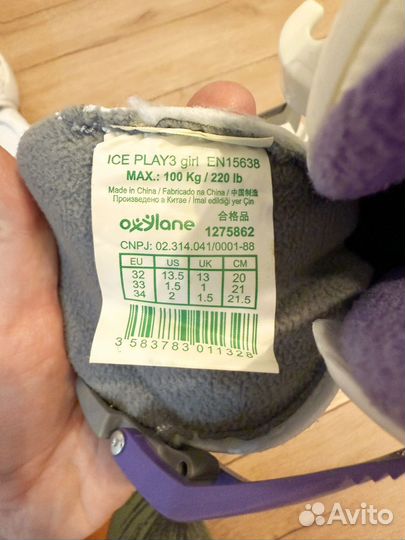 ICE PLAY3 girl EN15638
MAX.: 100 Kg / 220 lb
Made in China / Fabricado na China / 中国制造
Произведено в Китае / İmal edildiği yer Çin
oxylane 合格品
1275862
CNPJ: 02.314.041/0001-88
EU US UK CM
32 13.5 13 20
33 1.5 1 21
34 2 1.5 21.5
3 583783 011328
Avito